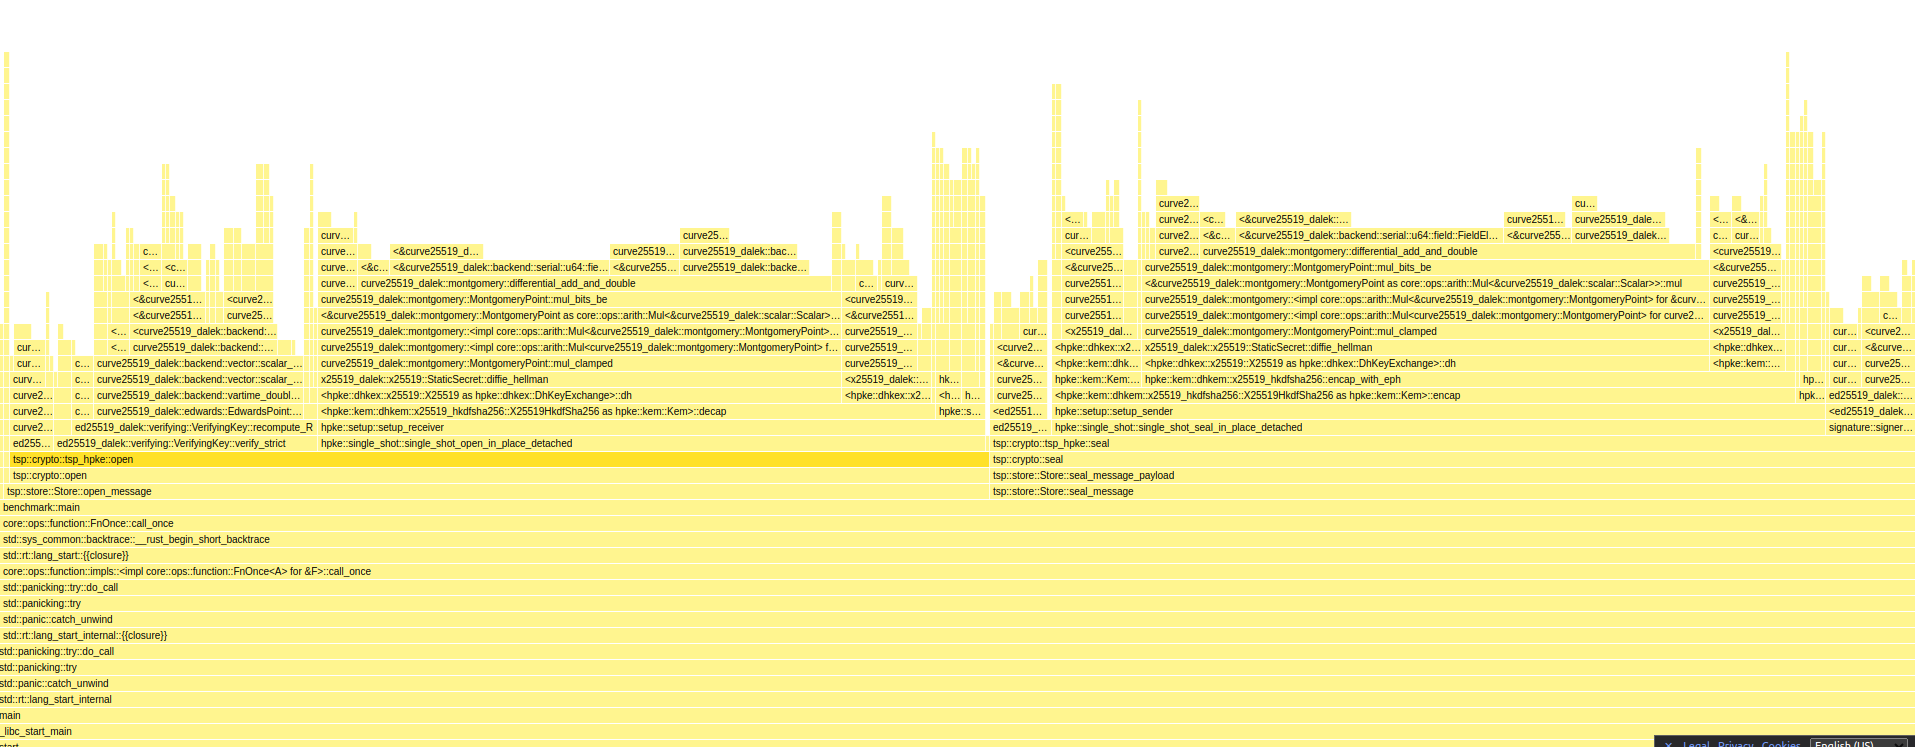 curve2…
cu…
<… curve2… <c… <&curve25519_dalek::… curve2551… curve25519_dale… <… <&…
curv… curve25… cur… curve2… <&c… <&curve25519_dalek::backend::serial::u64::field::FieldEl… <&curve255… curve25519_dalek… c… cur…
c… curve… <&curve25519_d… curve25519… curve25519_dalek::bac… <curve255… curve2… curve25519_dalek::montgomery::differential_add_and_double <curve25519…
<… <c… curve… <&c… <&curve25519_dalek::backend::serial::u64::fie… <&curve255… curve25519_dalek::backe… <&curve25… curve25519_dalek::montgomery::MontgomeryPoint::mul_bits_be <&curve255…
<… cu… curve… curve25519_dalek::montgomery::differential_add_and_double c… curv… curve2551… <&curve25519_dalek::montgomery::MontgomeryPoint as core::ops::arith::Mul<&curve25519_dalek::scalar::Scalar>>::mul curve25519_…
<&curve2551… <curve2… curve25519_dalek::montgomery::MontgomeryPoint::mul_bits_be <curve25519… curve2551… curve25519_dalek::montgomery::<impl core::ops::arith::Mul<&curve25519_dalek::montgomery::MontgomeryPoint> for &curv… curve25519_…
<&curve2551… curve25… <&curve25519_dalek::montgomery::MontgomeryPoint as core::ops::arith::Mul<&curve25519_dalek::scalar::Scalar>… <&curve2551… curve2551… curve25519_dalek::montgomery::<impl core::ops::arith::Mul<curve25519_dalek::montgomery::MontgomeryPoint> for curve2… curve25519_… c…
<… <curve25519_dalek::backend:… curve25519_dalek::montgomery::<impl core::ops::arith::Mul<&curve25519_dalek::montgomery::MontgomeryPoint>… curve25519_… cur… <x25519_dal… curve25519_dalek::montgomery::MontgomeryPoint::mul_clamped <x25519_dal… cur… <curve2…
cur… <… curve25519_dalek::backend::… curve25519_dalek::montgomery::<impl core::ops::arith::Mul<curve25519_dalek::montgomery::MontgomeryPoint> f… curve25519_… <curve2… <hpke::dhkex::x2… x25519_dalek::x25519::StaticSecret::diffie_hellman <hpke::dhkex… cur… <&curve…
cur… c… curve25519_dalek::backend::vector::scalar_… curve25519_dalek::montgomery::MontgomeryPoint::mul_clamped curve25519_… <&curve… <hpke::kem::dhk… <hpke::dhkex::x25519::X25519 as hpke::dhkex::DhKeyExchange>::dh <hpke::kem::… cur… curve25…
curv… c… curve25519_dalek::backend::vector::scalar_… x25519_dalek::x25519::StaticSecret::diffie_hellman <x25519_dalek::… hk… curve25… hpke::kem::Kem:… hpke::kem::dhkem::x25519_hkdfsha256::encap_with_eph hp… cur… curve25…
curve2… c… curve25519_dalek::backend::vartime_doubl… <hpke::dhkex::x25519::X25519 as hpke::dhkex::DhKeyExchange>::dh <hpke::dhkex::x2… <h… h… curve25… <hpke::kem::dhkem::x25519_hkdfsha256::X25519HkdfSha256 as hpke::kem::Kem>::encap hpk… ed25519_dalek::…
curve2… c… curve25519_dalek::edwards::EdwardsPoint:… <hpke::kem::dhkem::x25519_hkdfsha256::X25519HkdfSha256 as hpke::kem::Kem>::decap hpke::s… <ed2551… hpke::setup::setup_sender <ed25519_dalek…
curve2… ed25519_dalek::verifying::VerifyingKey::recompute_R hpke::setup::setup_receiver ed25519_… hpke::single_shot::single_shot_seal_in_place_detached signature::signer…
ed255… ed25519_dalek::verifying::VerifyingKey::verify_strict hpke::single_shot::single_shot_open_in_place_detached tsp::crypto::tsp_hpke::seal
tsp::crypto::tsp_hpke::open tsp::crypto::seal
tsp::crypto::open tsp::store::Store::seal_message_payload
tsp::store::Store::open_message tsp::store::Store::seal_message
benchmark::main
core::ops::function::FnOnce::call_once
std::sys_common::backtrace::__rust_begin_short_backtrace
std::rt::lang_start::{{closure}}
core::ops::function::impls::<impl core::ops::function::FnOnce<A> for &F>::call_once
std::panicking::try::do_call
std::panicking::try
std::panic::catch_unwind
std::rt::lang_start_internal::{{closure}}
std::panicking::try::do_call
std::panicking::try
std::panic::catch_unwind
std::rt::lang_start_internal
main
_libc_start_main
start
X Legal Privacy Cookies English (US)